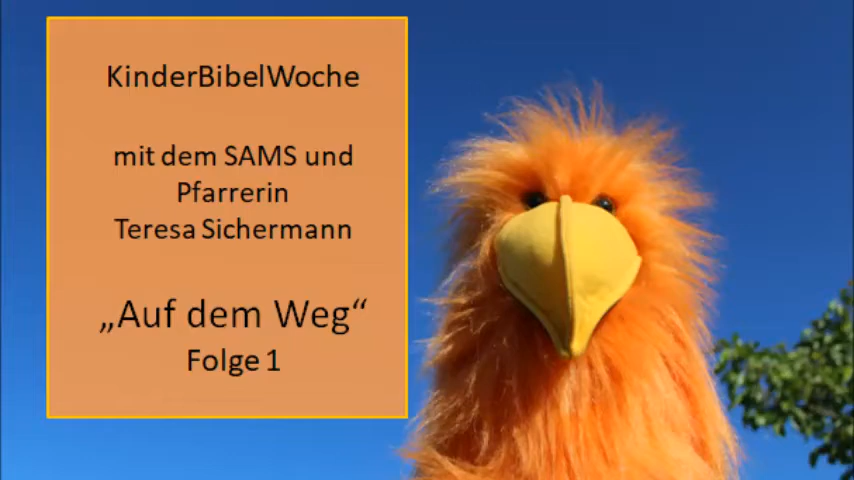 KinderBibelWoche
mit dem SAMS und
Pfarrerin
Teresa Sichermann
„Auf dem Weg“
Folge 1